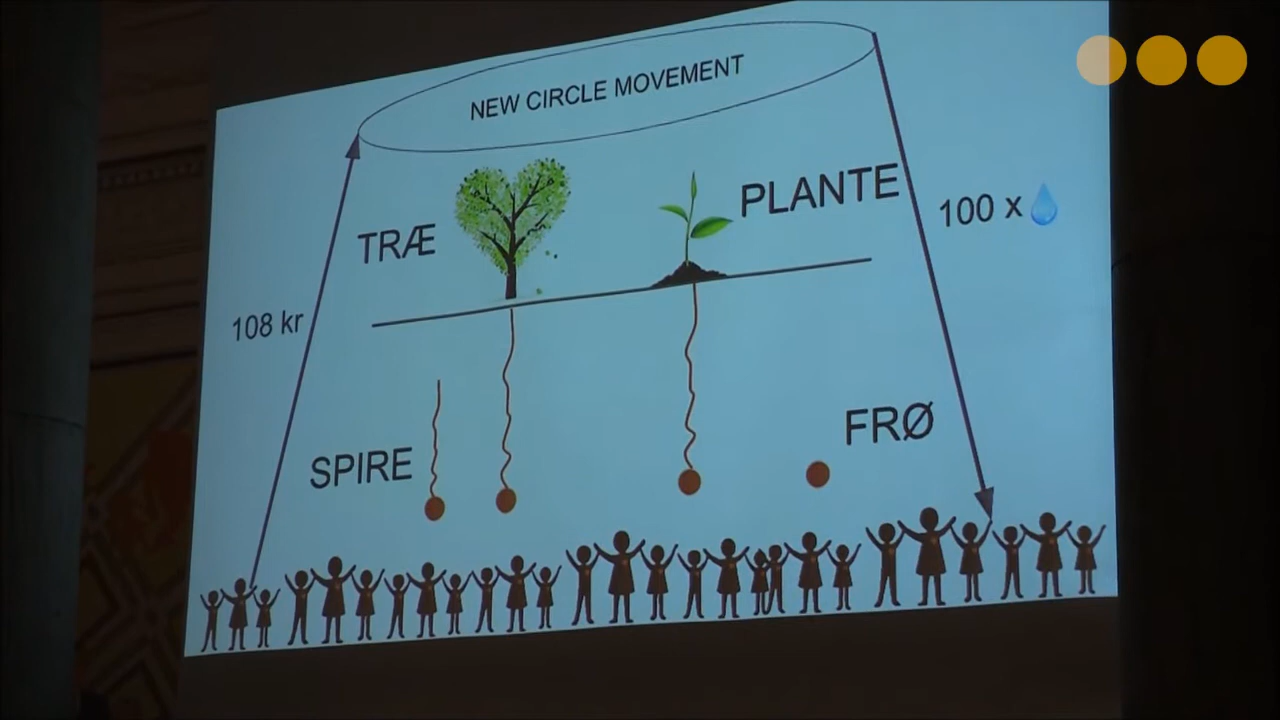 NEW CIRCLE MOVEMENT
TRÆ
PLANTE
100 x
108 kr
SPIRE
FRØ